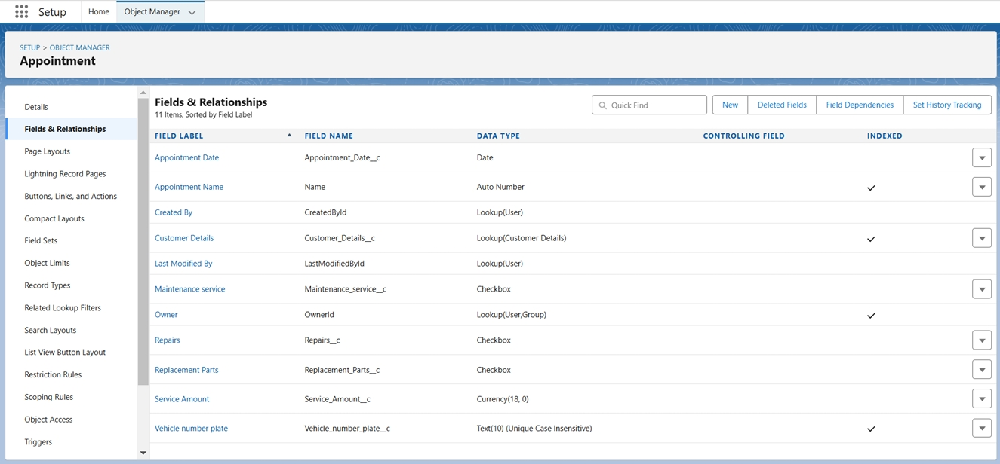 Setup
Home
Object Manager
SETUP > OBJECT MANAGER
Appointment
Details
Fields & Relationships
Page Layouts
Lightning Record Pages
Buttons, Links, and Actions
Compact Layouts
Field Sets
Object Limits
Record Types
Related Lookup Filters
Search Layouts
List View Button Layout
Restriction Rules
Scoping Rules
Object Access
Triggers
Fields & Relationships
11 Items, Sorted by Field Label
Quick Find
New
Deleted Fields
Field Dependencies
Set History Tracking
FIELD LABEL FIELD NAME DATA TYPE CONTROLLING FIELD INDEXED
Appointment Date Appointment_Date__c Date
Appointment Name Name Auto Number
Created By CreatedById Lookup(User)
Customer Details Customer_Details__c Lookup(Customer Details)
Last Modified By LastModifiedById Lookup(User)
Maintenance service Maintenance_service__c Checkbox
Owner OwnerId Lookup(User,Group)
Repairs Repairs__c Checkbox
Replacement Parts Replacement_Parts__c Checkbox
Service Amount Service_Amount__c Currency(18, 0)
Vehicle number plate Vehicle_number_plate__c Text(10) (Unique Case Insensitive)